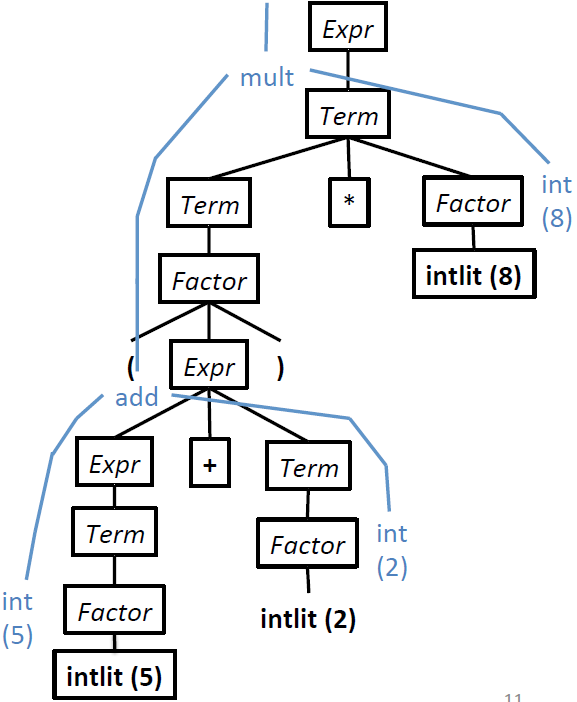 Expr
mult
Term
Term
*
Factor
int
(8)
Factor
intlit (8)
(
Expr
)
add
Expr
+
Term
Term
Factor
int
(2)
int
(5)
Factor
intlit (2)
intlit (5)
11